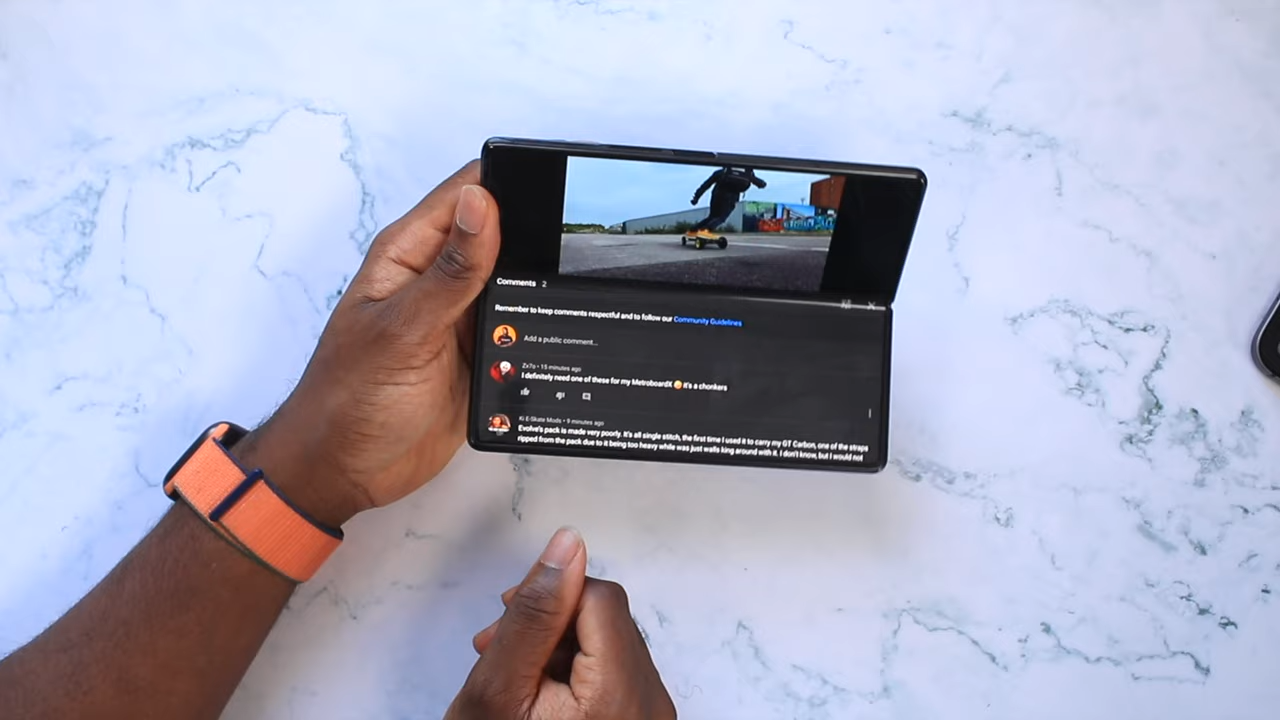 Comments 2
Remember to keep comments respectful and to follow our Community Guidelines
Add a public comment...
Zx7o • 15 minutes ago
I definitely need one of these for my MetroboardX 😳 it's a chonkers
Ki E-Skate Mods • 9 minutes ago
Evolve's pack is made very poorly. It's all single stitch, the first time I used it to carry my GT Carbon, one of the straps
ripped from the pack due to it being too heavy while was just walls king around with it. I don't know, but I would not